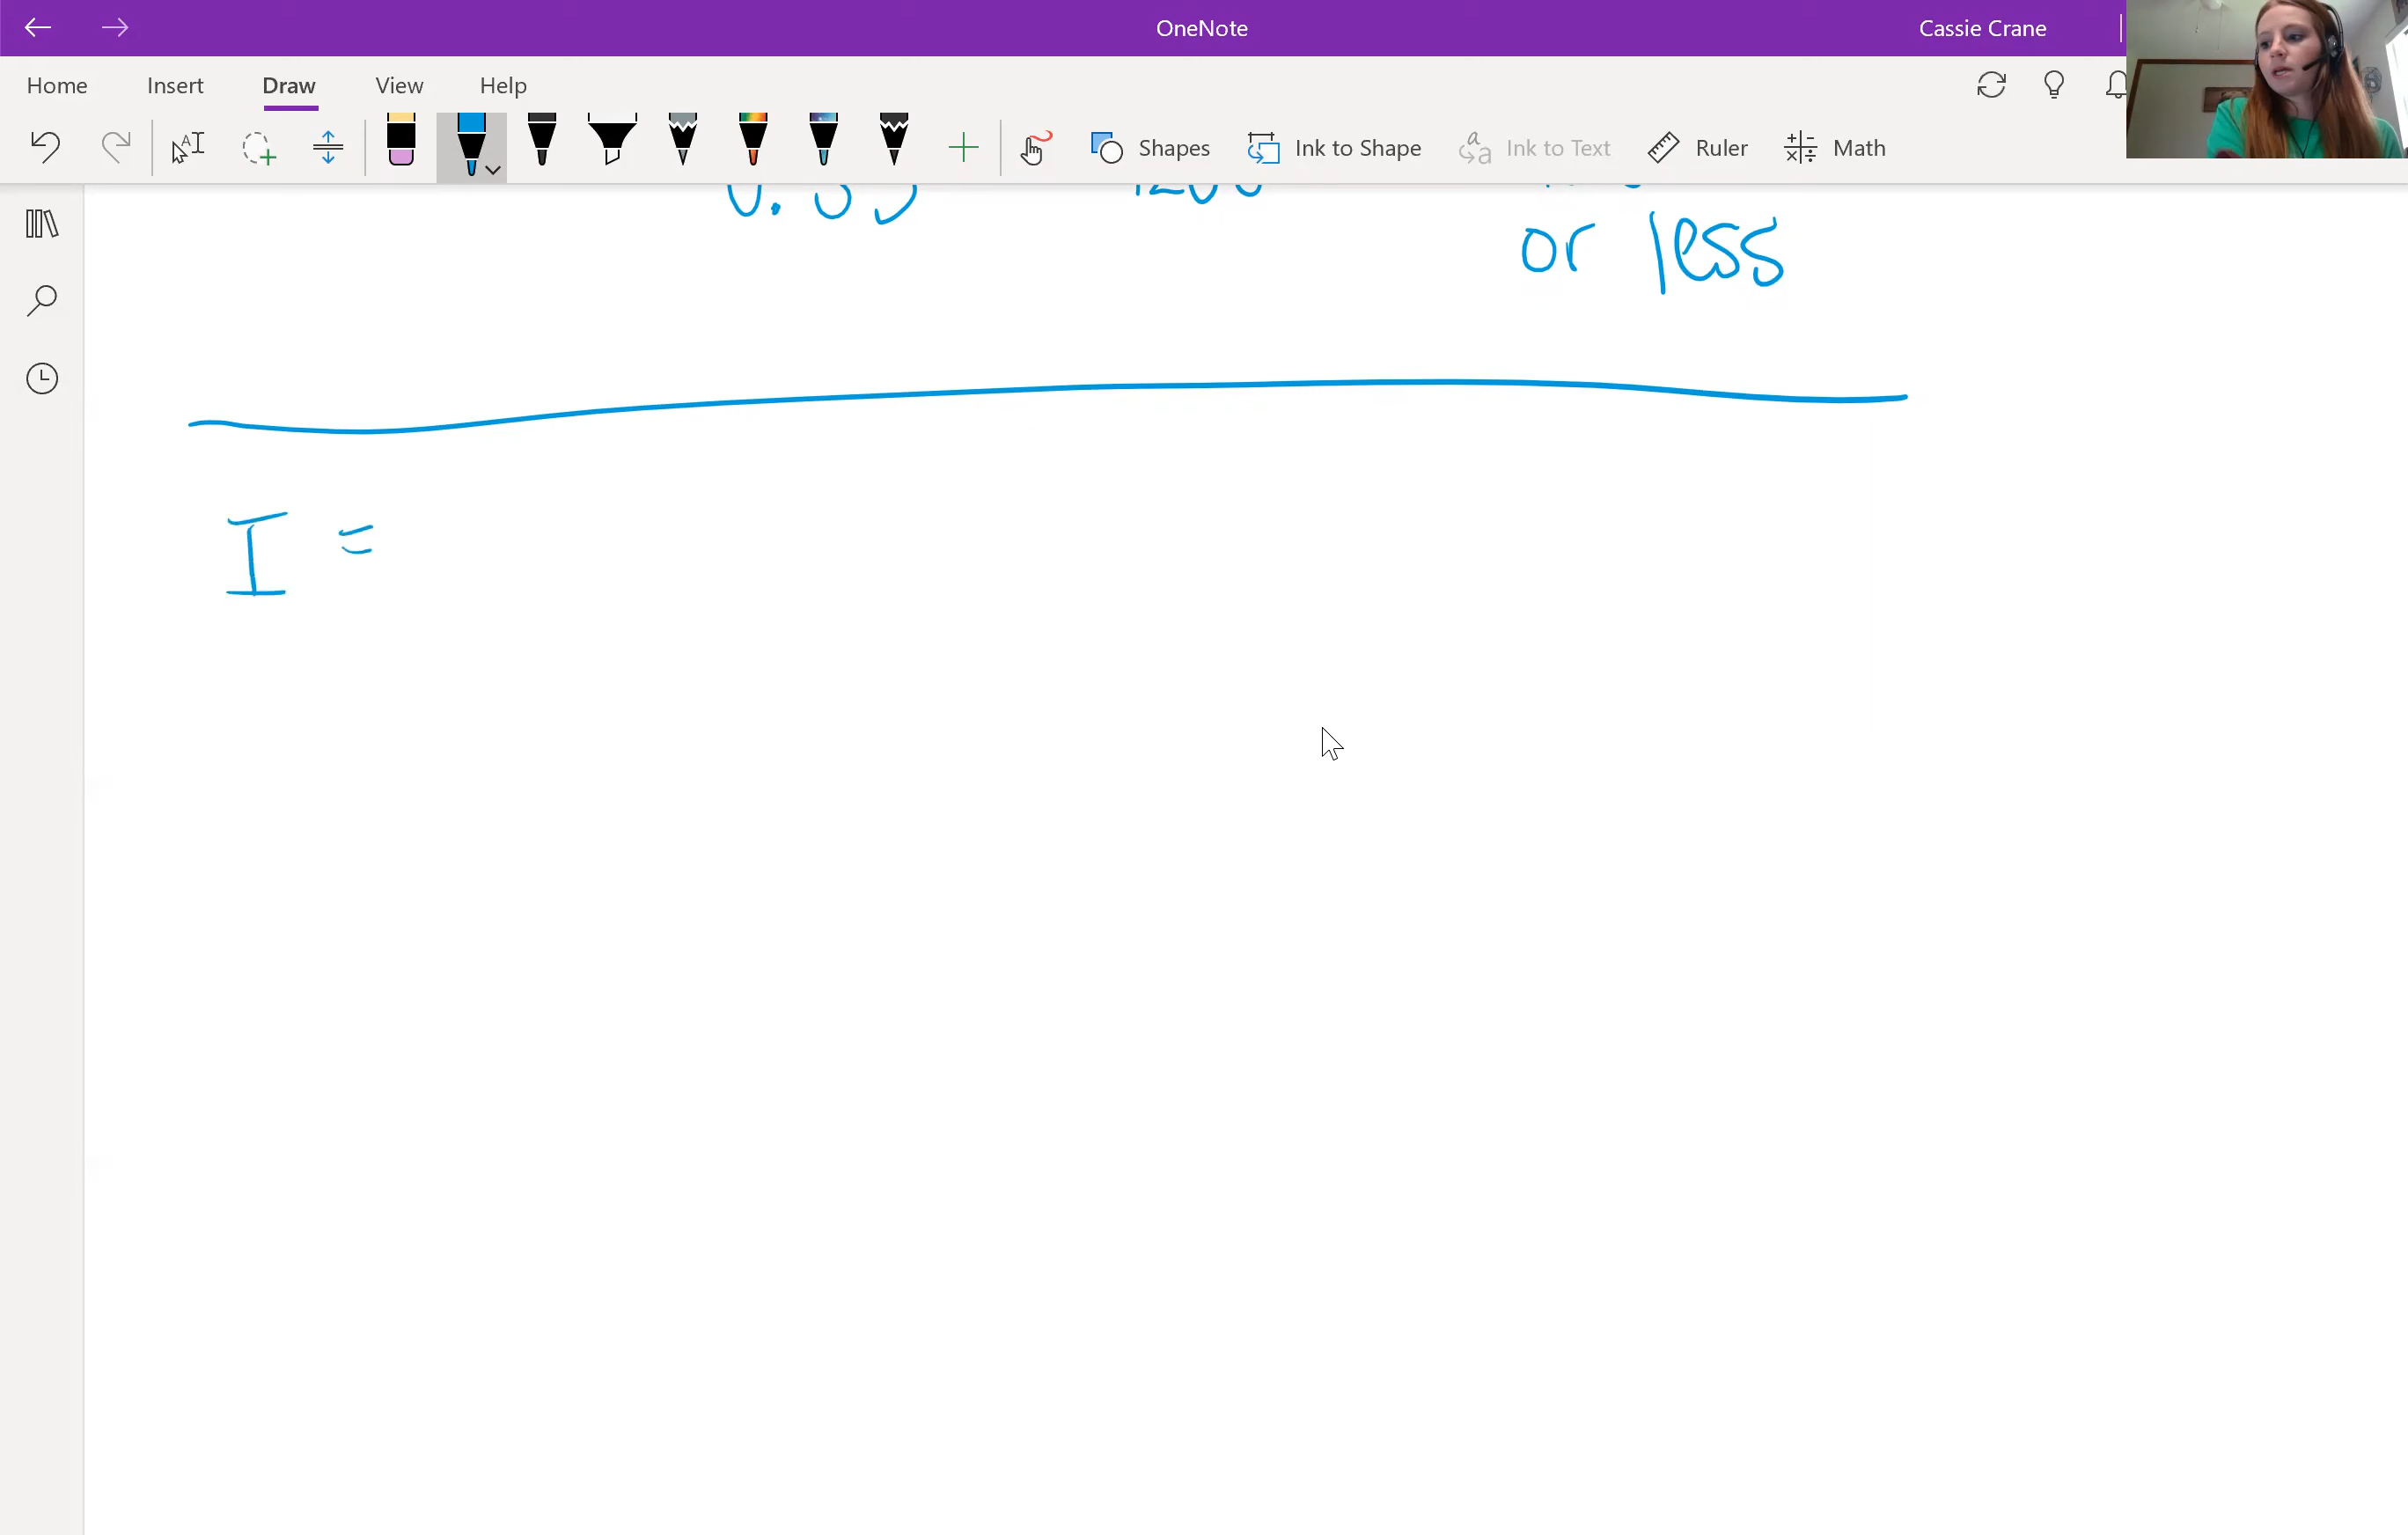 OneNote
Cassie Crane
Home Insert Draw View Help
Shapes Ink to Shape Ink to Text Ruler Math
or less
I =